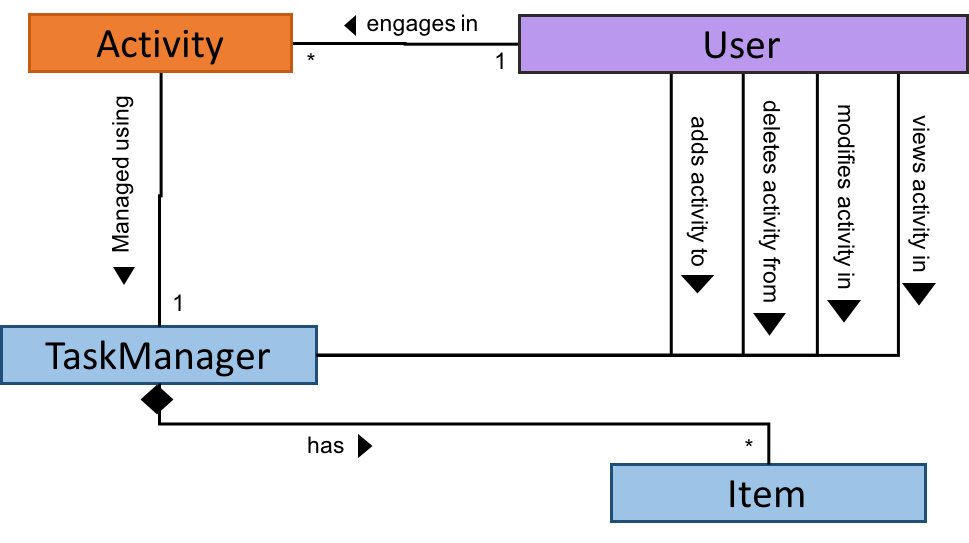 engages in
Activity
User
*
1
Managed using
adds activity to
deletes activity from
modifies activity in
views activity in
1
TaskManager
has
*
Item